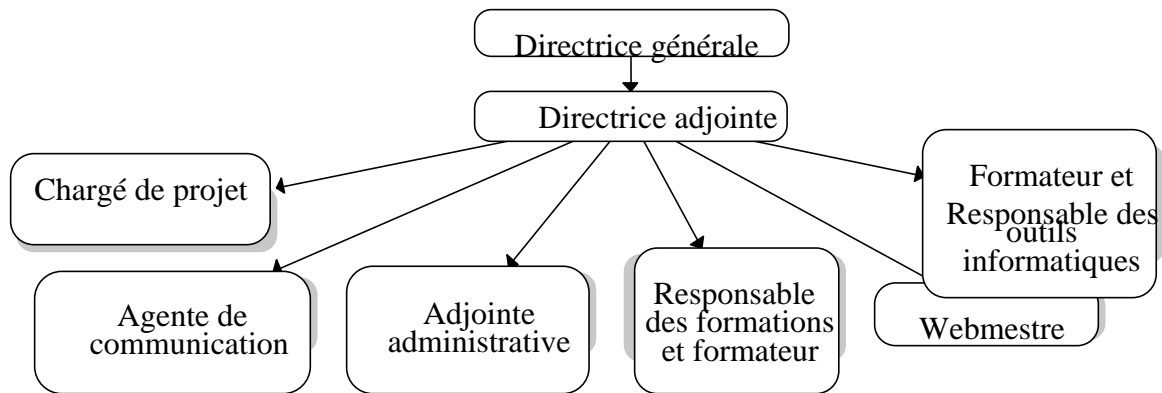 Directrice générale
Directrice adjointe
Chargé de projet
Formateur et
Responsable des
outils
informatiques
Agente de
communication
Adjointe
administrative
Responsable
des formations
et formateur
Webmestre